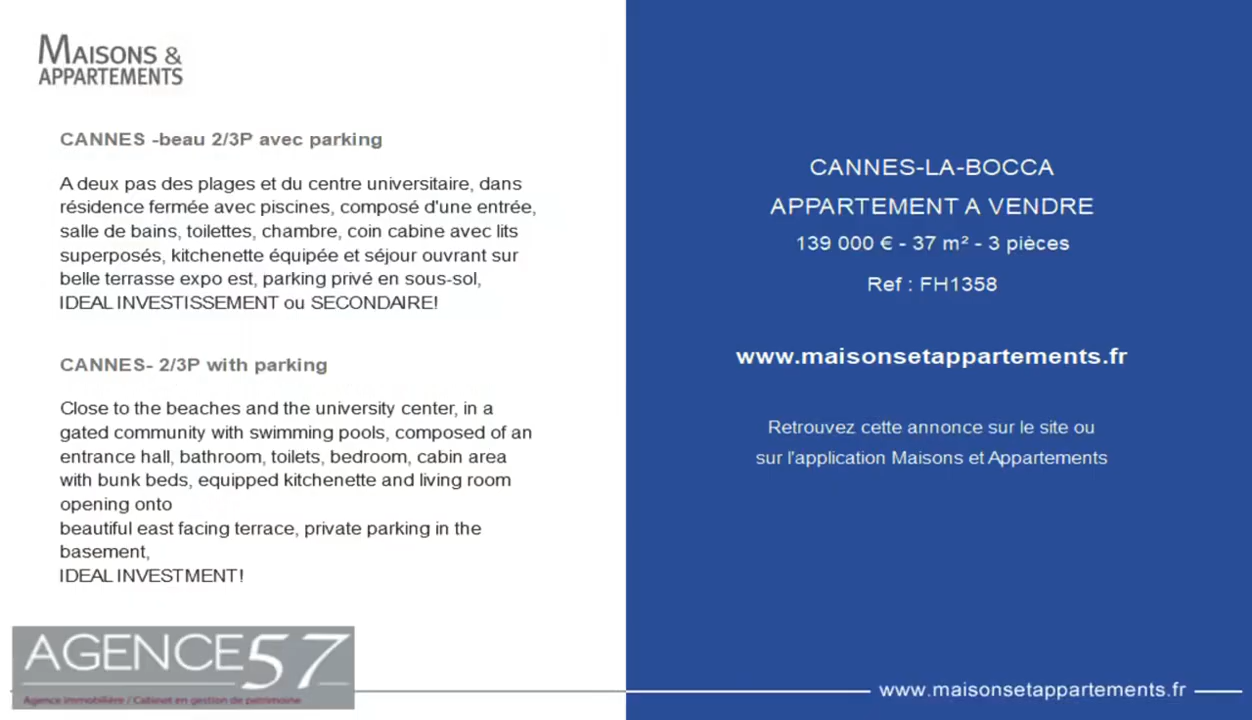 MAISONS &
APPARTEMENTS
CANNES -beau 2/3P avec parking
A deux pas des plages et du centre universitaire, dans
résidence fermée avec piscines, composé d'une entrée,
salle de bains, toilettes, chambre, coin cabine avec lits
superposés, kitchenette équipée et séjour ouvrant sur
belle terrasse expo est, parking privé en sous-sol,
IDEAL INVESTISSEMENT ou SECONDAIRE!
CANNES- 2/3P with parking
Close to the beaches and the university center, in a
gated community with swimming pools, composed of an
entrance hall, bathroom, toilets, bedroom, cabin area
with bunk beds, equipped kitchenette and living room
opening onto
beautiful east facing terrace, private parking in the
basement,
IDEAL INVESTMENT!
AGENCE 57
Agence immobilière / Cabinet en gestion de patrimoine
CANNES-LA-BOCCA
APPARTEMENT A VENDRE
139 000 € - 37 m² - 3 pièces
Ref : FH1358
www.maisonsetappartements.fr
Retrouvez cette annonce sur le site ou
sur l'application Maisons et Appartements
www.maisonsetappartements.fr